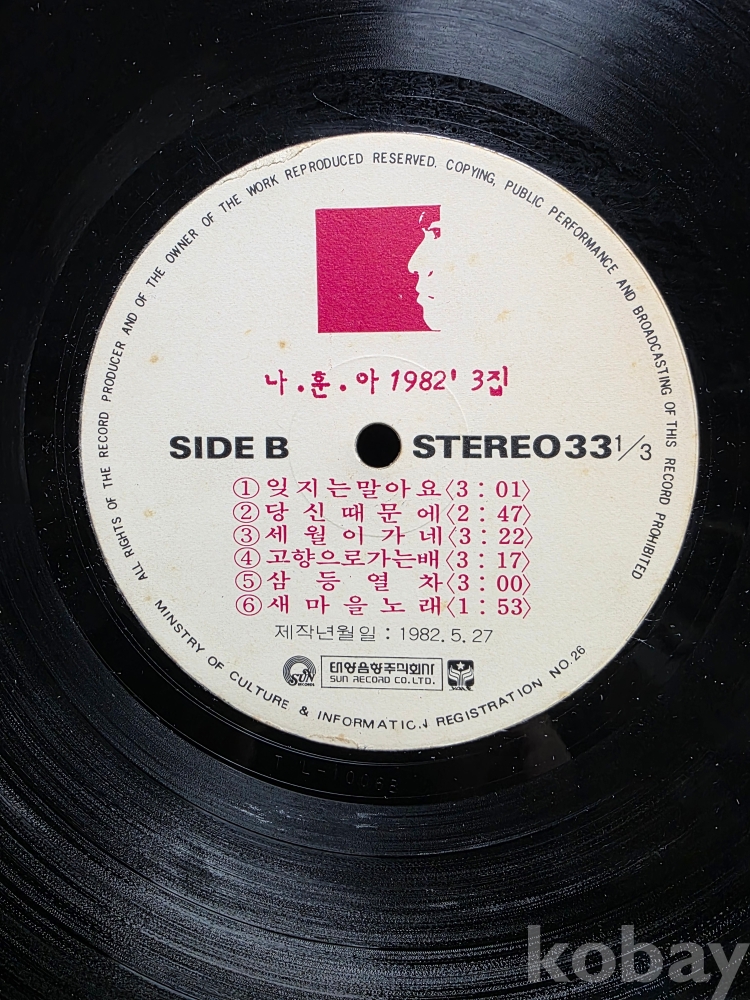 ALL RIGHTS OF THE RECORD PRODUCER AND OF THE OWNER OF THE WORK REPRODUCED RESERVED. COPYING, PUBLIC PERFORMANCE AND BROADCASTING OF THIS RECORD PROHIBITED
나.훈.아 1982' 3집
SIDE B STEREO 33 1/3
① 잊지는말아요〈3 : 01〉
② 당신때문에〈2 : 47〉
③ 세월이가네〈3 : 22〉
④ 고향으로가는배〈3 : 17〉
⑤ 삼등열차〈3 : 00〉
⑥ 새마을노래〈1 : 53〉
제작년월일 : 1982. 5. 27
SUN RECORDS
태양음향주식회사
SUN RECORD CO. LTD.
MINSTRY OF CULTURE & INFORMATION REGISTRATION NO.26
kobay